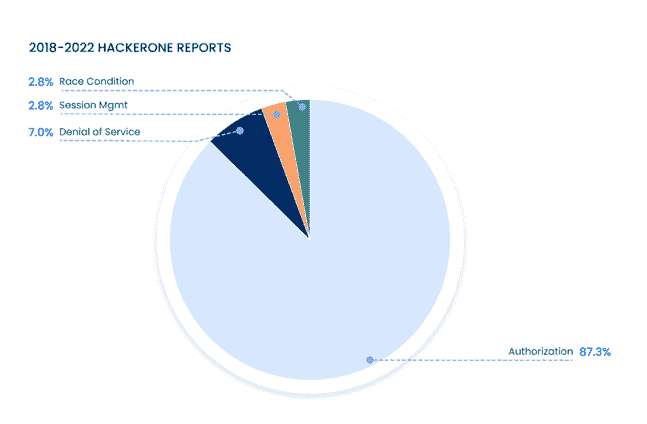 2018-2022 HACKERONE REPORTS
2.8% Race Condition
2.8% Session Mgmt
7.0% Denial of Service
Authorization 87.3%